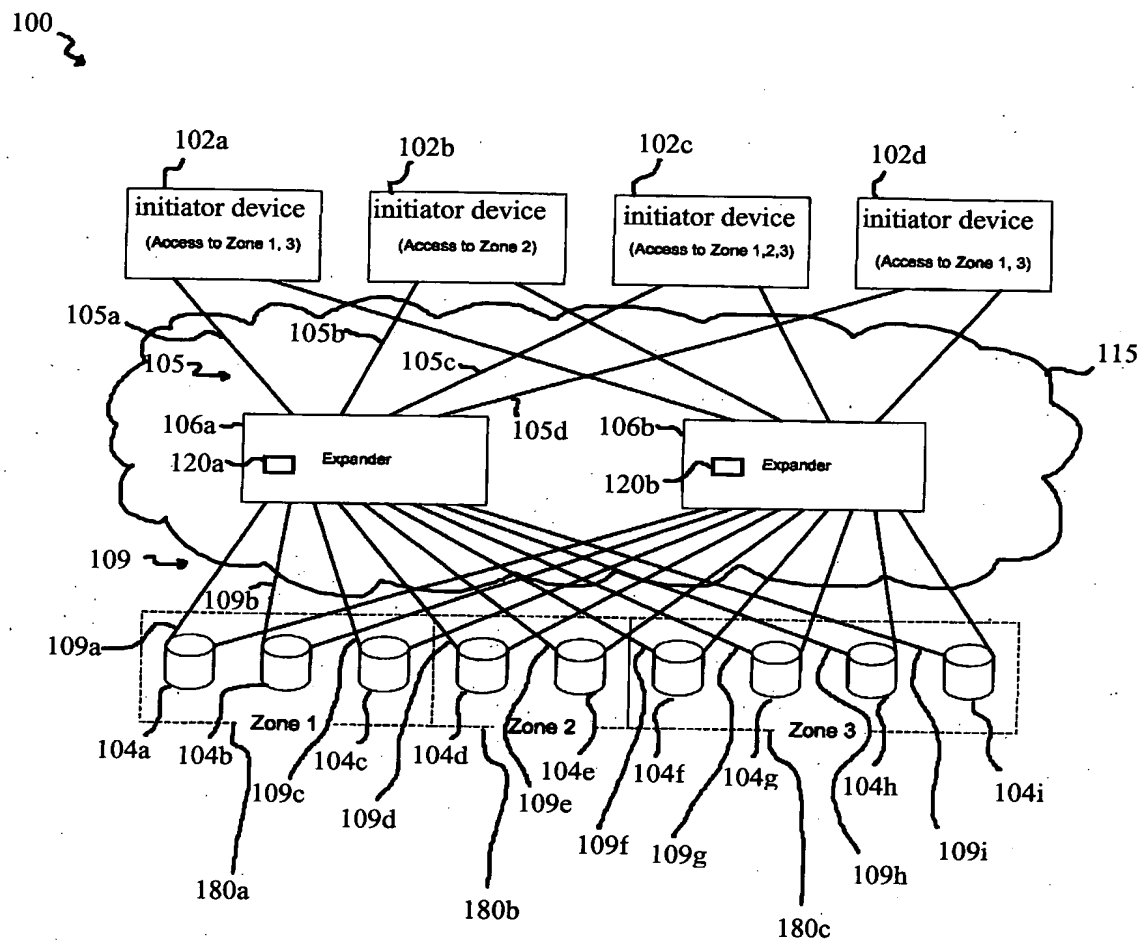 100
102a
102b
102c
102d
initiator device
(Access to Zone 1, 3)
initiator device
(Access to Zone 2)
initiator device
(Access to Zone 1,2,3)
initiator device
(Access to Zone 1, 3)
105a
105b
105c
105
115
106a
105d
106b
120a
Expander
120b
Expander
109
109b
109a
Zone 1
Zone 2
Zone 3
104a
104b
104c
104d
104e
104f
104g
104h
104i
109c
109d
109e
109f
109g
109h
109i
180a
180b
180c